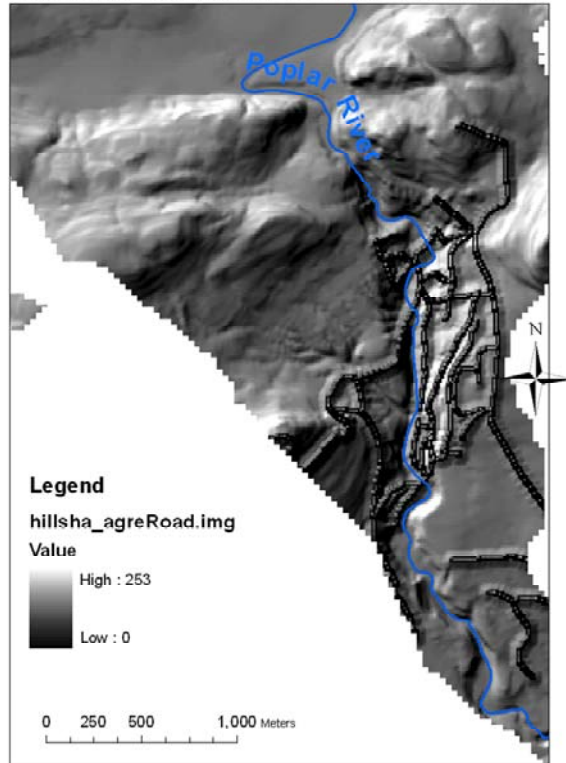 Poplar River
N
Legend
hillsha_agreRoad.img
Value
High : 253
Low : 0
0 250 500 1,000 Meters